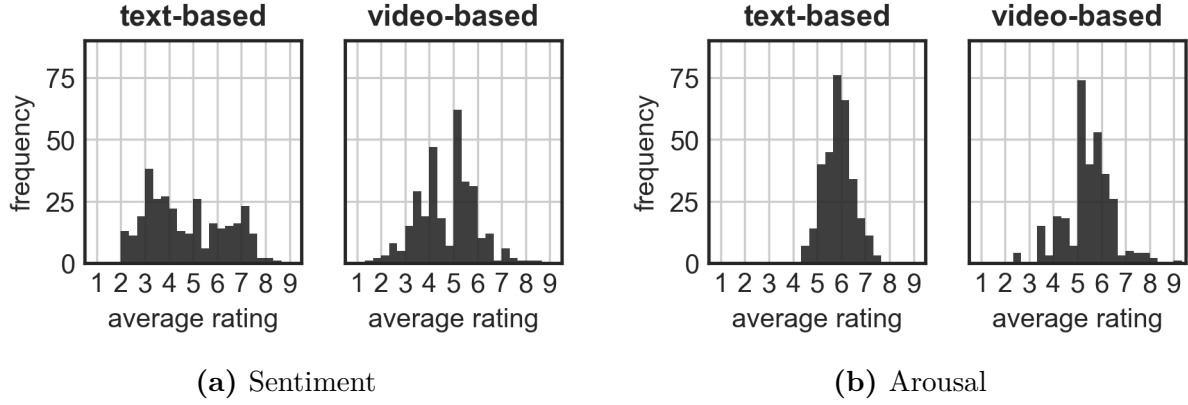 text-based video-based text-based video-based
frequency
75
50
25
0
1 2 3 4 5 6 7 8 9
average rating
1 2 3 4 5 6 7 8 9
average rating
(a) Sentiment
frequency
75
50
25
0
1 2 3 4 5 6 7 8 9
average rating
1 2 3 4 5 6 7 8 9
average rating
(b) Arousal